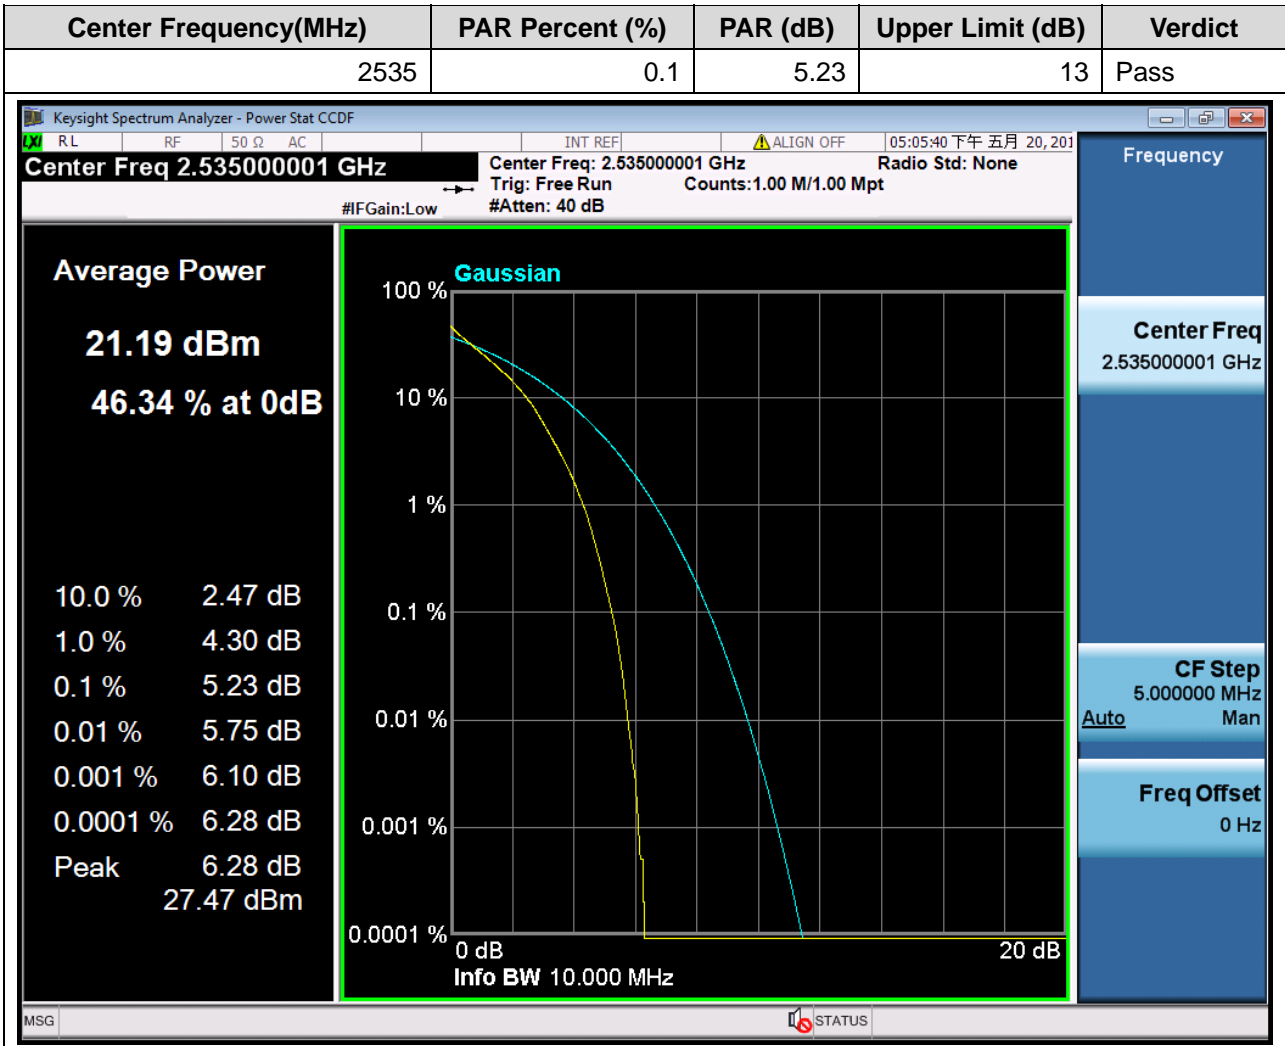 Center Frequency(MHz) PAR Percent (%) PAR (dB) Upper Limit (dB) Verdict
2535 0.1 5.23 13 Pass
Keysight Spectrum Analyzer - Power Stat CCDF
LXI RL RF 50 Ω AC INT REF ALIGN OFF 05:05:40 下午 五月 20, 201
Center Freq 2.535000001 GHz
#IFGain:Low
Center Freq: 2.535000001 GHz Radio Std: None
Trig: Free Run Counts:1.00 M/1.00 Mpt
#Atten: 40 dB
Average Power
21.19 dBm
46.34 % at 0dB
10.0 % 2.47 dB
1.0 % 4.30 dB
0.1 % 5.23 dB
0.01 % 5.75 dB
0.001 % 6.10 dB
0.0001 % 6.28 dB
Peak 6.28 dB
27.47 dBm
Gaussian
100 %
10 %
1 %
0.1 %
0.01 %
0.001 %
0.0001 %
0 dB 20 dB
Info BW 10.000 MHz
Frequency
Center Freq
2.535000001 GHz
CF Step
5.000000 MHz
Auto Man
Freq Offset
0 Hz
MSG STATUS